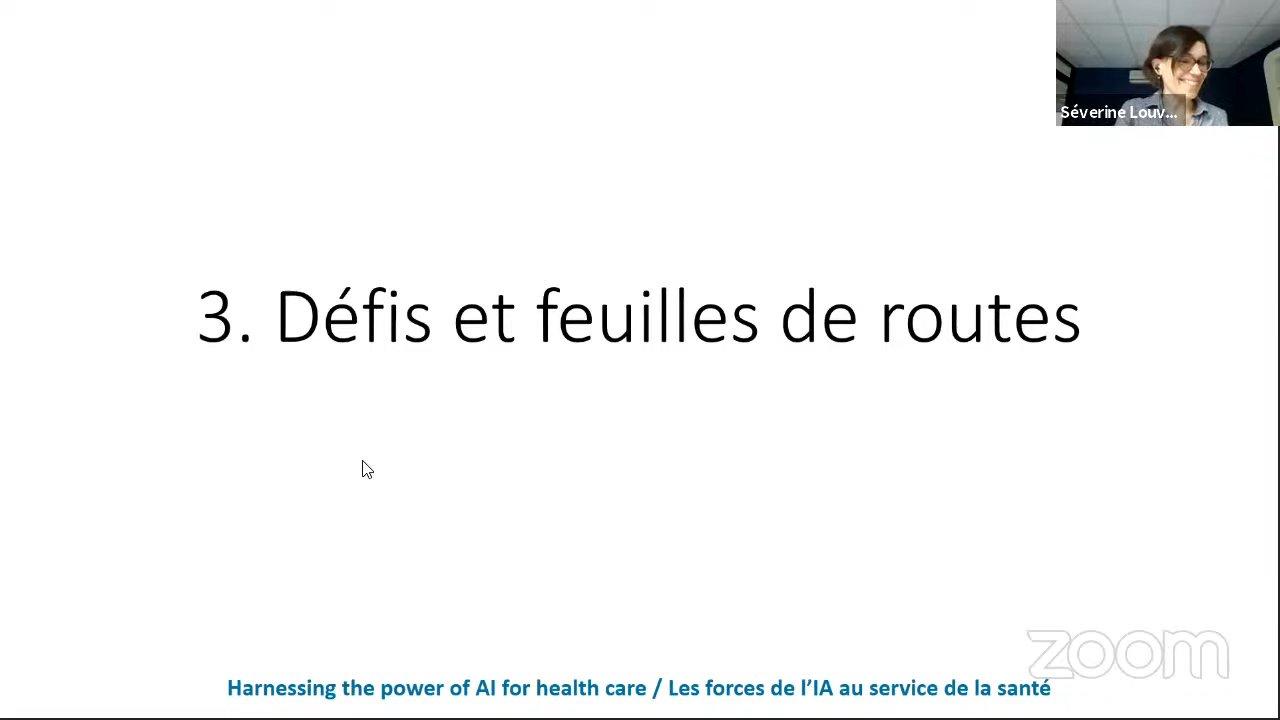 Séverine Louv...
3. Défis et feuilles de routes
zoom
Harnessing the power of AI for health care / Les forces de l’IA au service de la santé